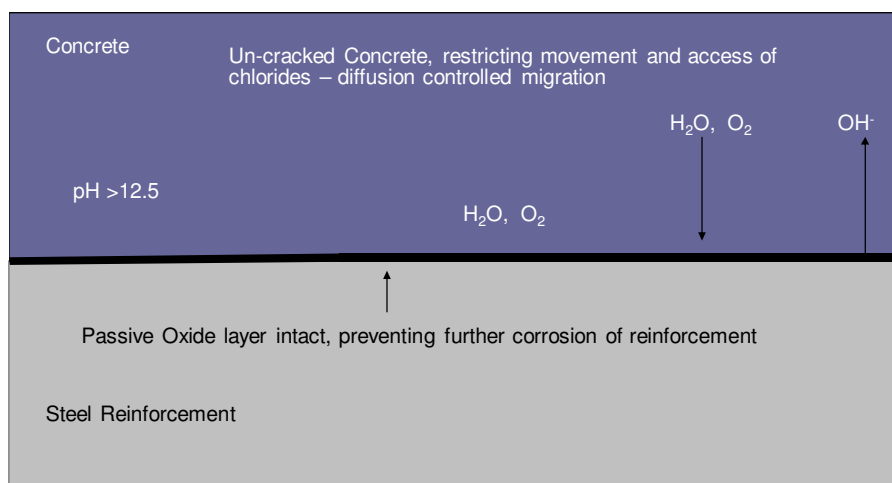 Concrete
Un-cracked Concrete, restricting movement and access of
chlorides – diffusion controlled migration
H₂O, O₂
OH⁻
pH >12.5
H₂O, O₂
Passive Oxide layer intact, preventing further corrosion of reinforcement
Steel Reinforcement